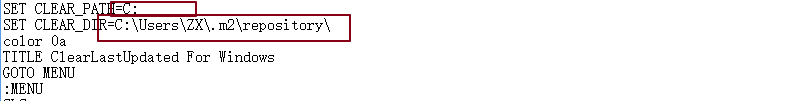 SET CLEAR_PATH=C:
SET CLEAR_DIR=C:\Users\ZX\.m2\repository\
color 0a
TITLE ClearLastUpdated For Windows
GOTO MENU
:MENU